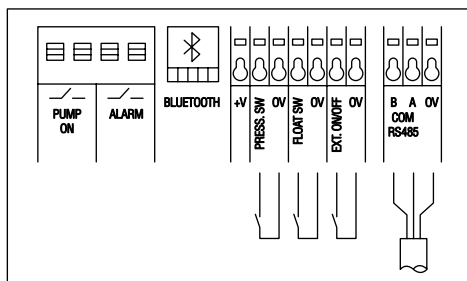 PUMP ON
ALARM
BLUETOOTH
+V
PRESS. SW
0V
FLOAT SW
0V
EXT. ON/OFF
0V
B A 0V
COM
RS485